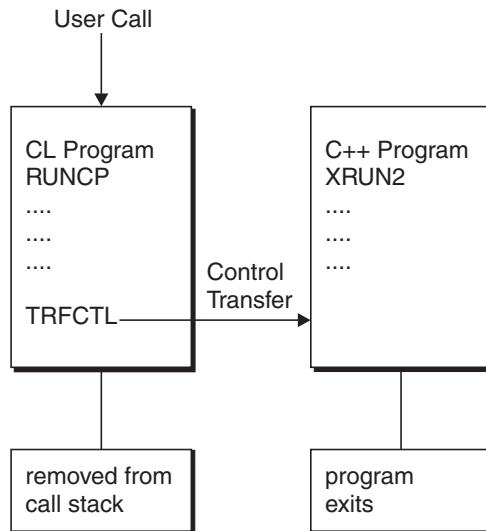 User Call
CL Program
RUNCP
....
....
....
TRFCTL
Control
Transfer
C++ Program
XRUN2
....
....
....
removed from
call stack
program
exits